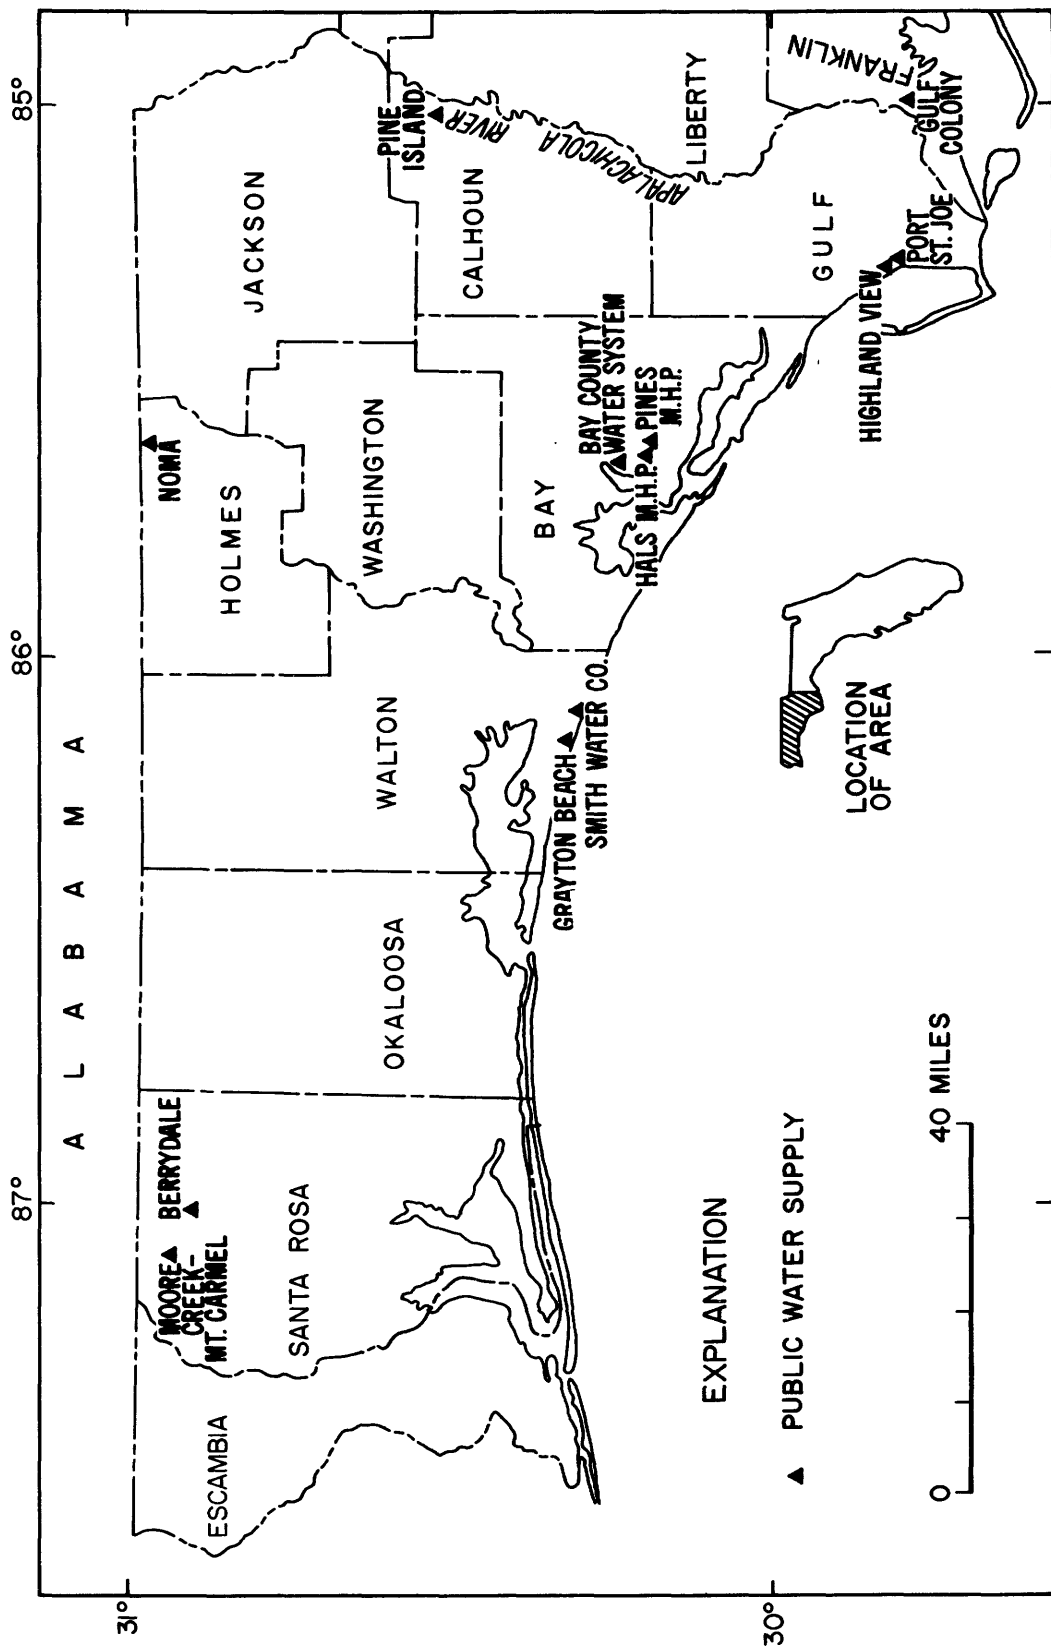 87°
86°
85°
31°
30°
A L A B A M A
ESCAMBIA
SANTA ROSA
OKALOOSA
WALTON
HOLMES
WASHINGTON
JACKSON
BAY
CALHOUN
GULF
LIBERTY
FRANKLIN
APALACHICOLA
RIVER
MOORE
CREEK-
MT. CARMEL
BERRYDALE
NOMA
PINE
ISLAND
GRAYTON BEACH
SMITH WATER CO.
BAY COUNTY
WATER SYSTEM
HALS M.H.P.
PINES
M.H.P.
HIGHLAND VIEW
PORT
ST. JOE
GULF
COLONY
LOCATION
OF AREA
EXPLANATION
PUBLIC WATER SUPPLY
0 40 MILES